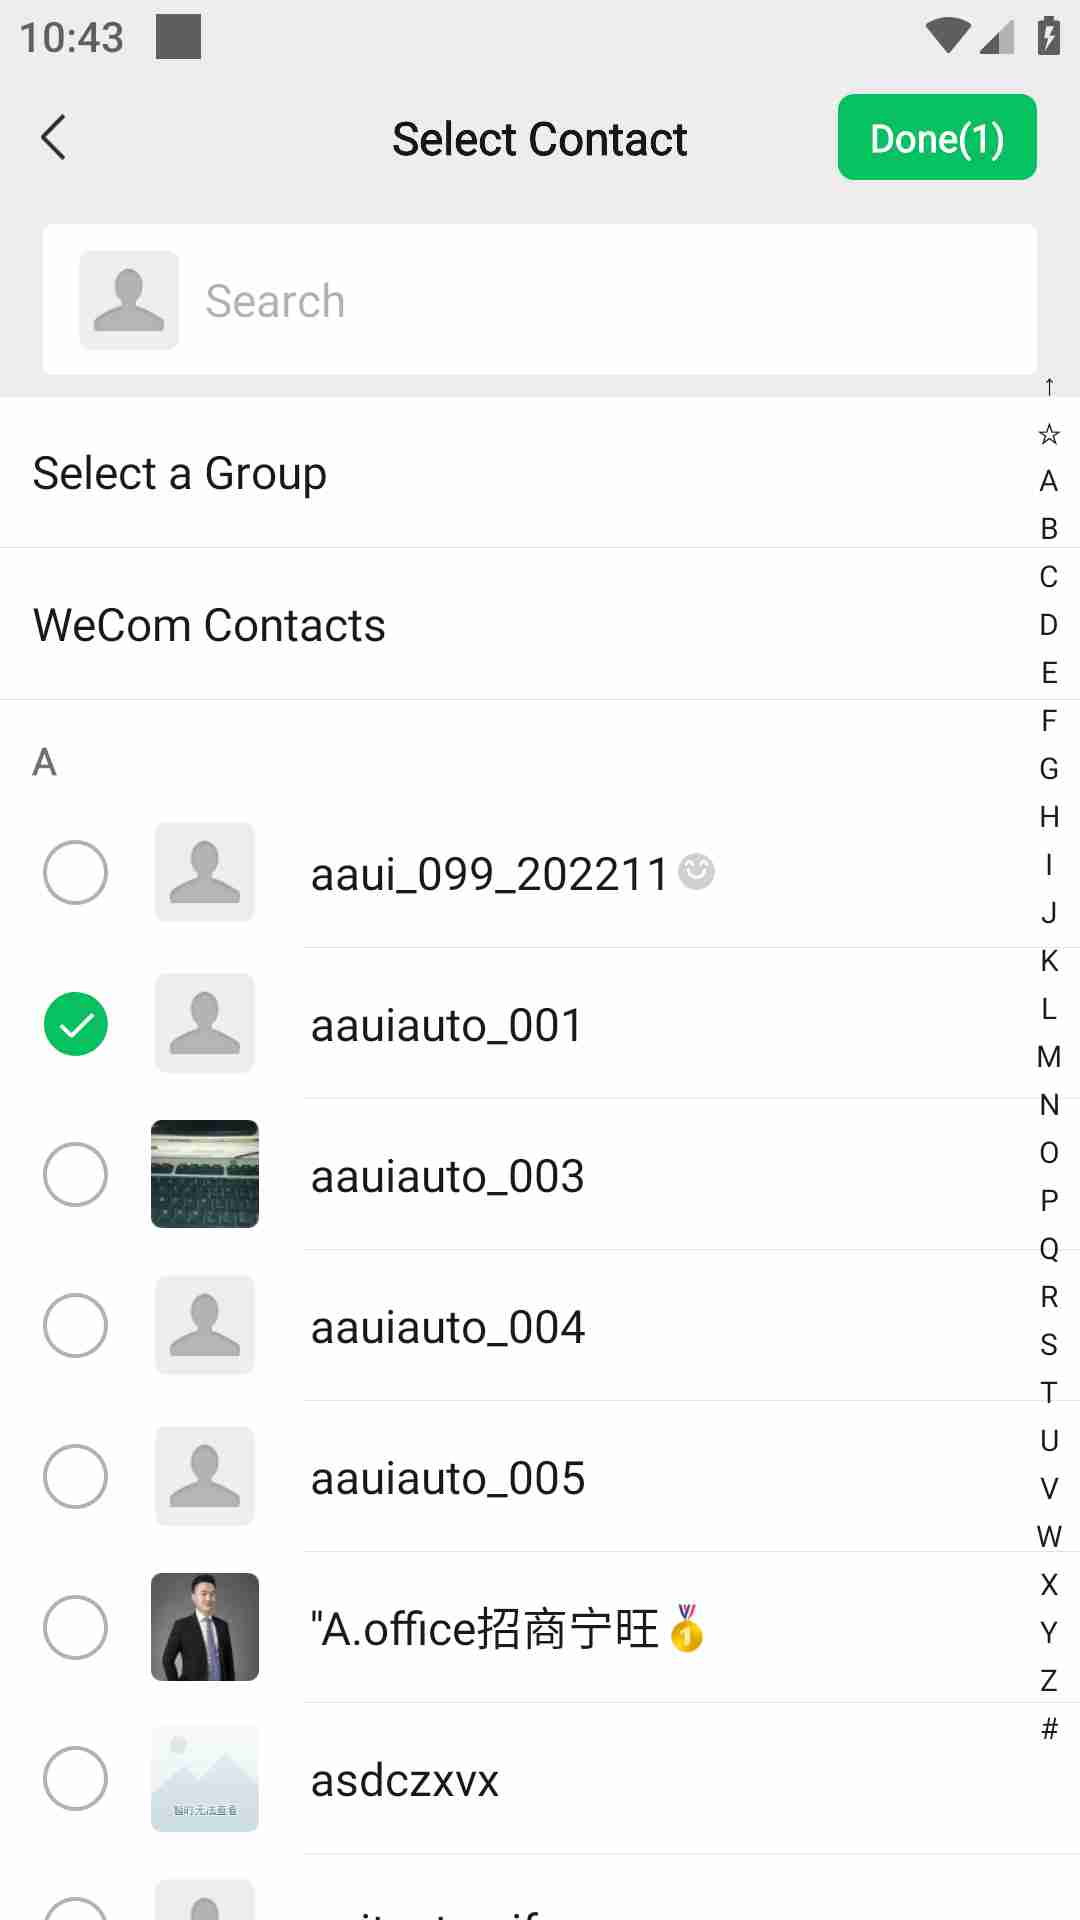 10:43
Select Contact
Done(1)
Search
↑
☆
Select a Group
A
B
WeCom Contacts
C
D
E
F
A
G
H
aaui_099_202211
I
J
K
aauiauto_001
L
M
N
aauiauto_003
O
P
Q
aauiauto_004
R
S
T
aauiauto_005
U
V
W
"A.office招商宁旺🥇
X
Y
Z
#
asdczxvx